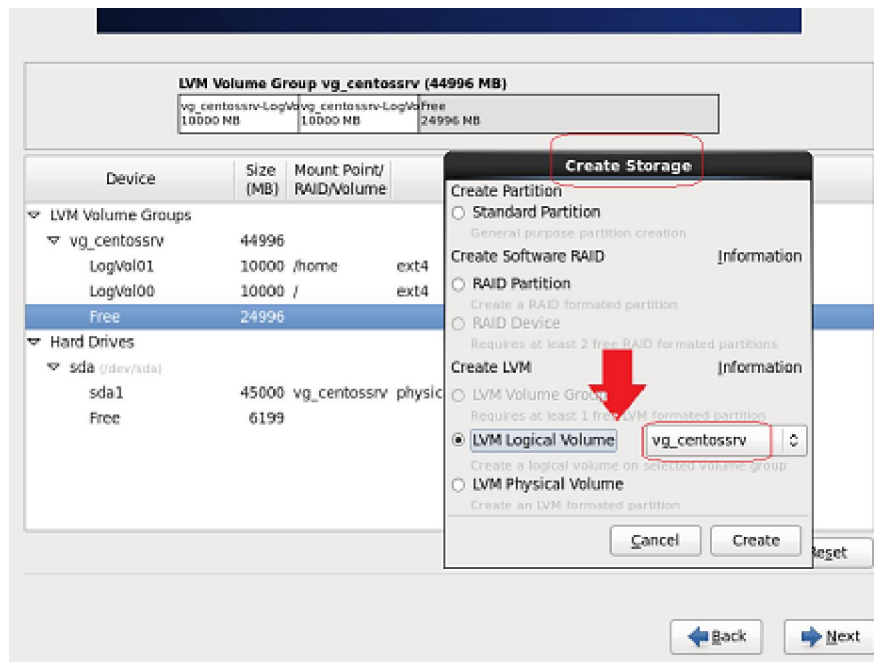 LVM Volume Group vg_centossrv (44996 MB)
vg_centossrv-LogVo vg_centossrv-LogVo Free
10000 MB 10000 MB 24996 MB
Device Size (MB) Mount Point/ RAID/Volume
LVM Volume Groups
vg_centossrv 44996
LogVol01 10000 /home ext4
LogVol00 10000 / ext4
Free 24996
Hard Drives
sda (/dev/sda)
sda1 45000 vg_centossrv physic
Free 6199
Create Storage
Create Partition
Standard Partition
General purpose partition creation
Create Software RAID Information
RAID Partition
Create a RAID formated partition
RAID Device
Requires at least 2 free RAID formated partitions
Create LVM Information
LVM Volume Group
Requires at least 1 free LVM formated partition
LVM Logical Volume vg_centossrv
Create a logical volume on selected volume group
LVM Physical Volume
Create an LVM formated partition
Cancel Create
Reset
Back Next